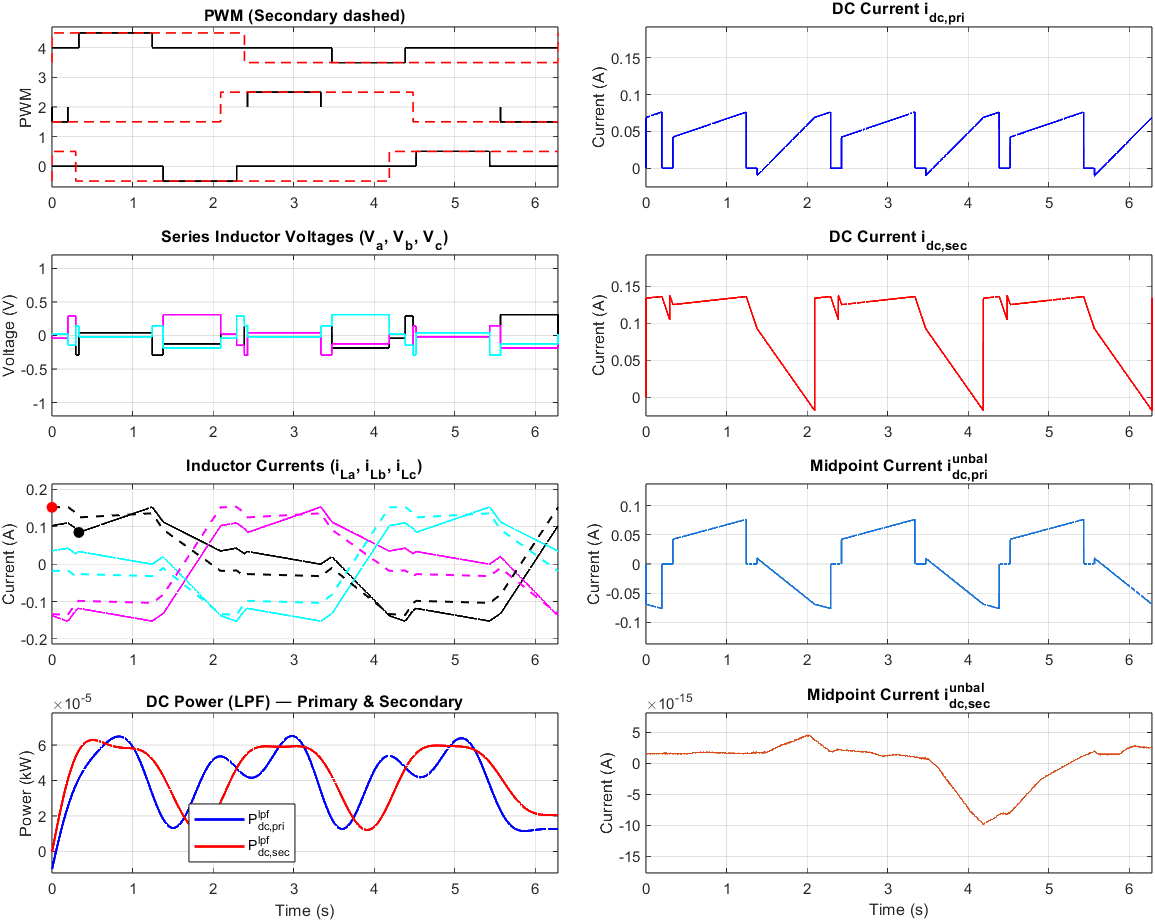 PWM (Secondary dashed)
PWM
4
3
2
1
0
0 1 2 3 4 5 6
DC Current i_dc,pri
Current (A)
0.15
0.1
0.05
0
0 1 2 3 4 5 6
Series Inductor Voltages (V_a, V_b, V_c)
Voltage (V)
1
0.5
0
-0.5
-1
0 1 2 3 4 5 6
DC Current i_dc,sec
Current (A)
0.15
0.1
0.05
0
0 1 2 3 4 5 6
Inductor Currents (i_La, i_Lb, i_Lc)
Current (A)
0.2
0.1
0
-0.1
-0.2
0 1 2 3 4 5 6
Midpoint Current i^unbal_dc,pri
Current (A)
0.1
0.05
0
-0.05
-0.1
0 1 2 3 4 5 6
DC Power (LPF) — Primary & Secondary
×10^-5
Power (kW)
6
4
2
0
P^lpf_dc,pri
P^lpf_dc,sec
0 1 2 3 4 5 6
Time (s)
Midpoint Current i^unbal_dc,sec
×10^-15
Current (A)
5
0
-5
-10
-15
0 1 2 3 4 5 6
Time (s)